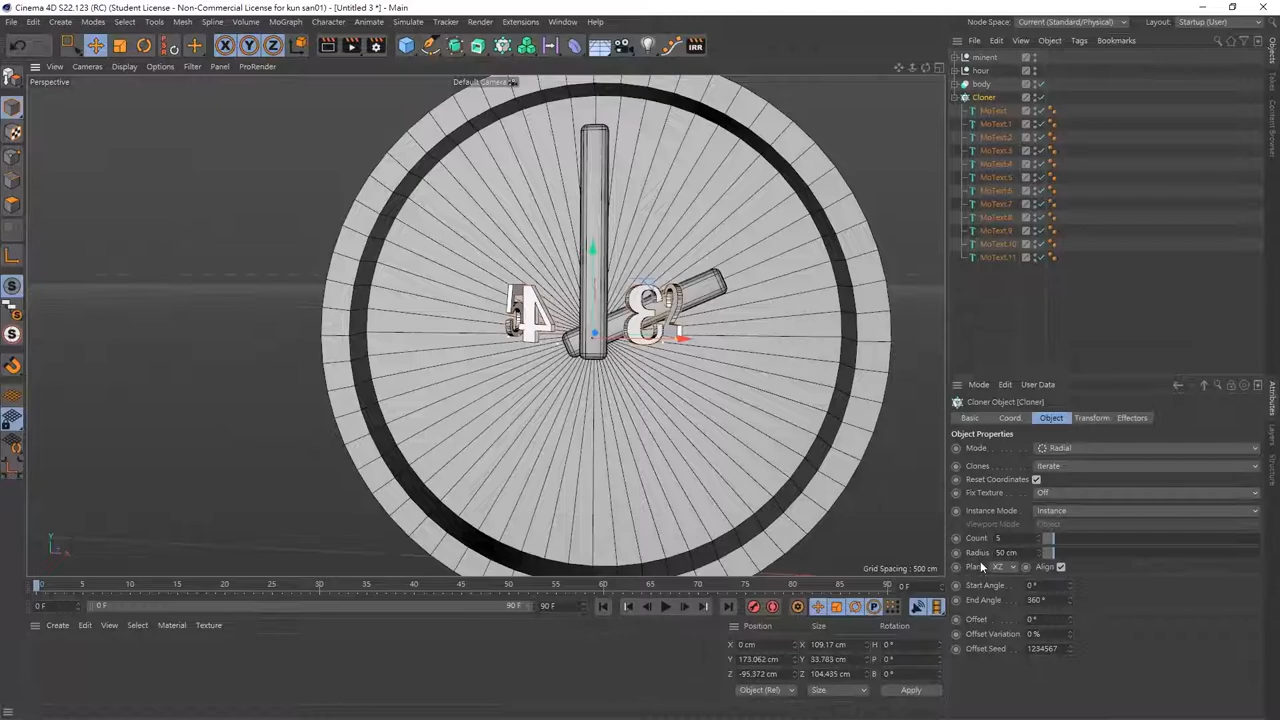 Cinema 4D S22.123 (RC) (Student License - Non-Commercial License for kun san01) - [Untitled 3 *] - Main
File Edit Create Modes Select Tools Mesh Spline Volume MoGraph Character Animate Simulate Tracker Render Extensions Window Help
Node Space: Current (Standard/Physical) Layout: Startup (User)
X Y Z IRR
View Cameras Display Options Filter Panel ProRender
Perspective
Default Camera
File Edit View Object Tags Bookmarks
minent
hour
body
Cloner
MoText
MoText.1
MoText.2
MoText.3
MoText.4
MoText.5
MoText.6
MoText.7
MoText.8
MoText.9
MoText.10
MoText.11
Objects
Takes
Content Browser
Grid Spacing : 500 cm
Mode Edit User Data
Cloner Object [Cloner]
Basic Coord. Object Transform Effectors
Object Properties
Mode Radial
Clones Iterate
Reset Coordinates
Fix Texture Off
Instance Mode Instance
Viewport Mode Object
Count 5
Radius 50 cm
Plane XZ Align
Start Angle 0 °
End Angle 360 °
Offset 0 °
Offset Variation 0 %
Offset Seed 1234567
Attributes
Layers
Structure
0 5 10 15 20 25 30 35 40 45 50 55 60 65 70 75 80 85 90 0 F
0 F 0 F 90 F 90 F
Create Edit View Select Material Texture
Position Size Rotation
X 0 cm X 109.17 cm H 0 °
Y 173.062 cm Y 33.783 cm P 0 °
Z -95.372 cm Z 104.435 cm B 0 °
Object (Rel) Size Apply